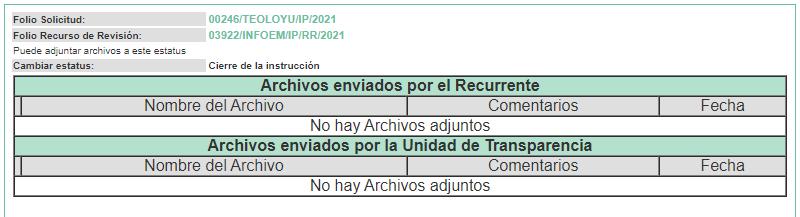 Folio Solicitud: 00246/TEOLOYU/IP/2021
Folio Recurso de Revisión: 03922/INFOEM/IP/RR/2021
Puede adjuntar archivos a este estatus
Cambiar estatus: Cierre de la instrucción
Archivos enviados por el Recurrente
Nombre del Archivo Comentarios Fecha
No hay Archivos adjuntos
Archivos enviados por la Unidad de Transparencia
Nombre del Archivo Comentarios Fecha
No hay Archivos adjuntos